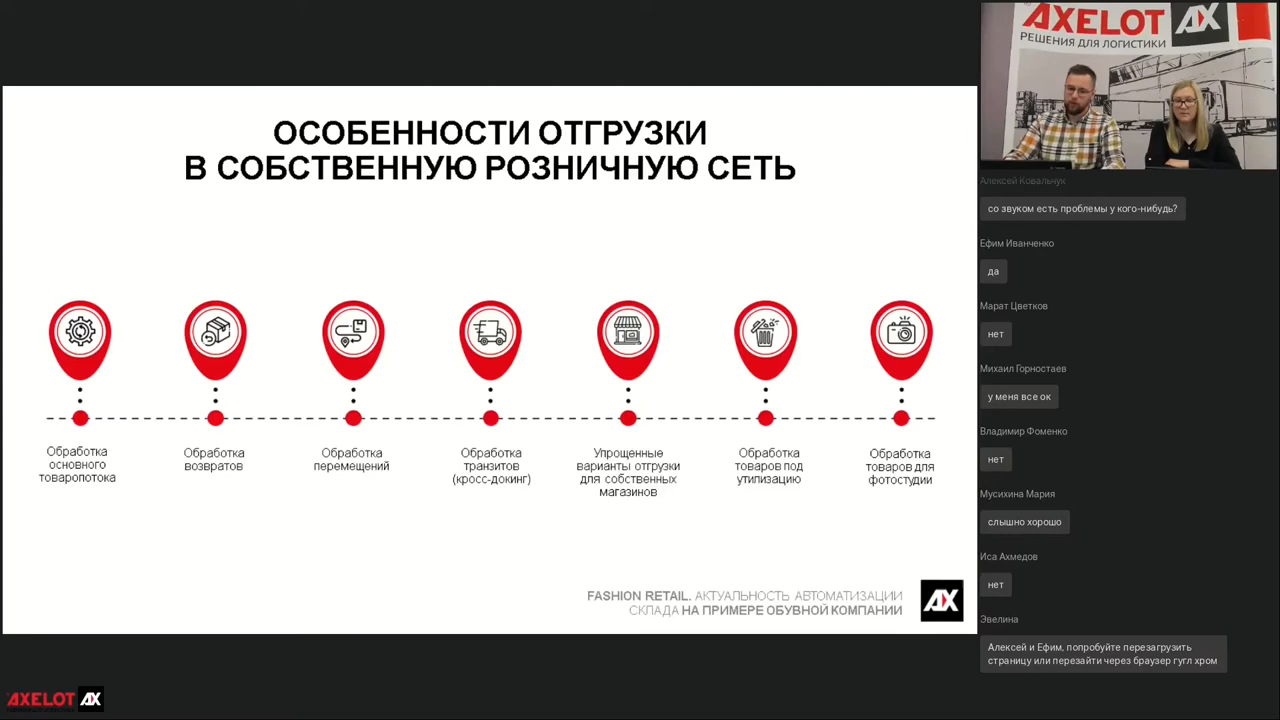 ОСОБЕННОСТИ ОТГРУЗКИ
В СОБСТВЕННУЮ РОЗНИЧНУЮ СЕТЬ
Обработка
основного
товаропотока
Обработка
возвратов
Обработка
перемещений
Обработка
транзитов
(кросс-докинг)
Упрощенные
варианты отгрузки
для собственных
магазинов
Обработка
товаров под
утилизацию
Обработка
товаров для
фотостудии
FASHION RETAIL. АКТУАЛЬНОСТЬ АВТОМАТИЗАЦИИ
СКЛАДА НА ПРИМЕРЕ ОБУВНОЙ КОМПАНИИ
AX
AXELOT AX
AXELOT AX
РЕШЕНИЯ ДЛЯ ЛОГИСТИКИ
Алексей Ковальчук
со звуком есть проблемы у кого-нибудь?
Ефим Иванченко
да
Марат Цветков
нет
Михаил Горностаев
у меня все ок
Владимир Фоменко
нет
Мусихина Мария
слышно хорошо
Иса Ахмедов
нет
Эвелина
Алексей и Ефим, попробуйте перезагрузить
страницу или перезайти через браузер гугл хром